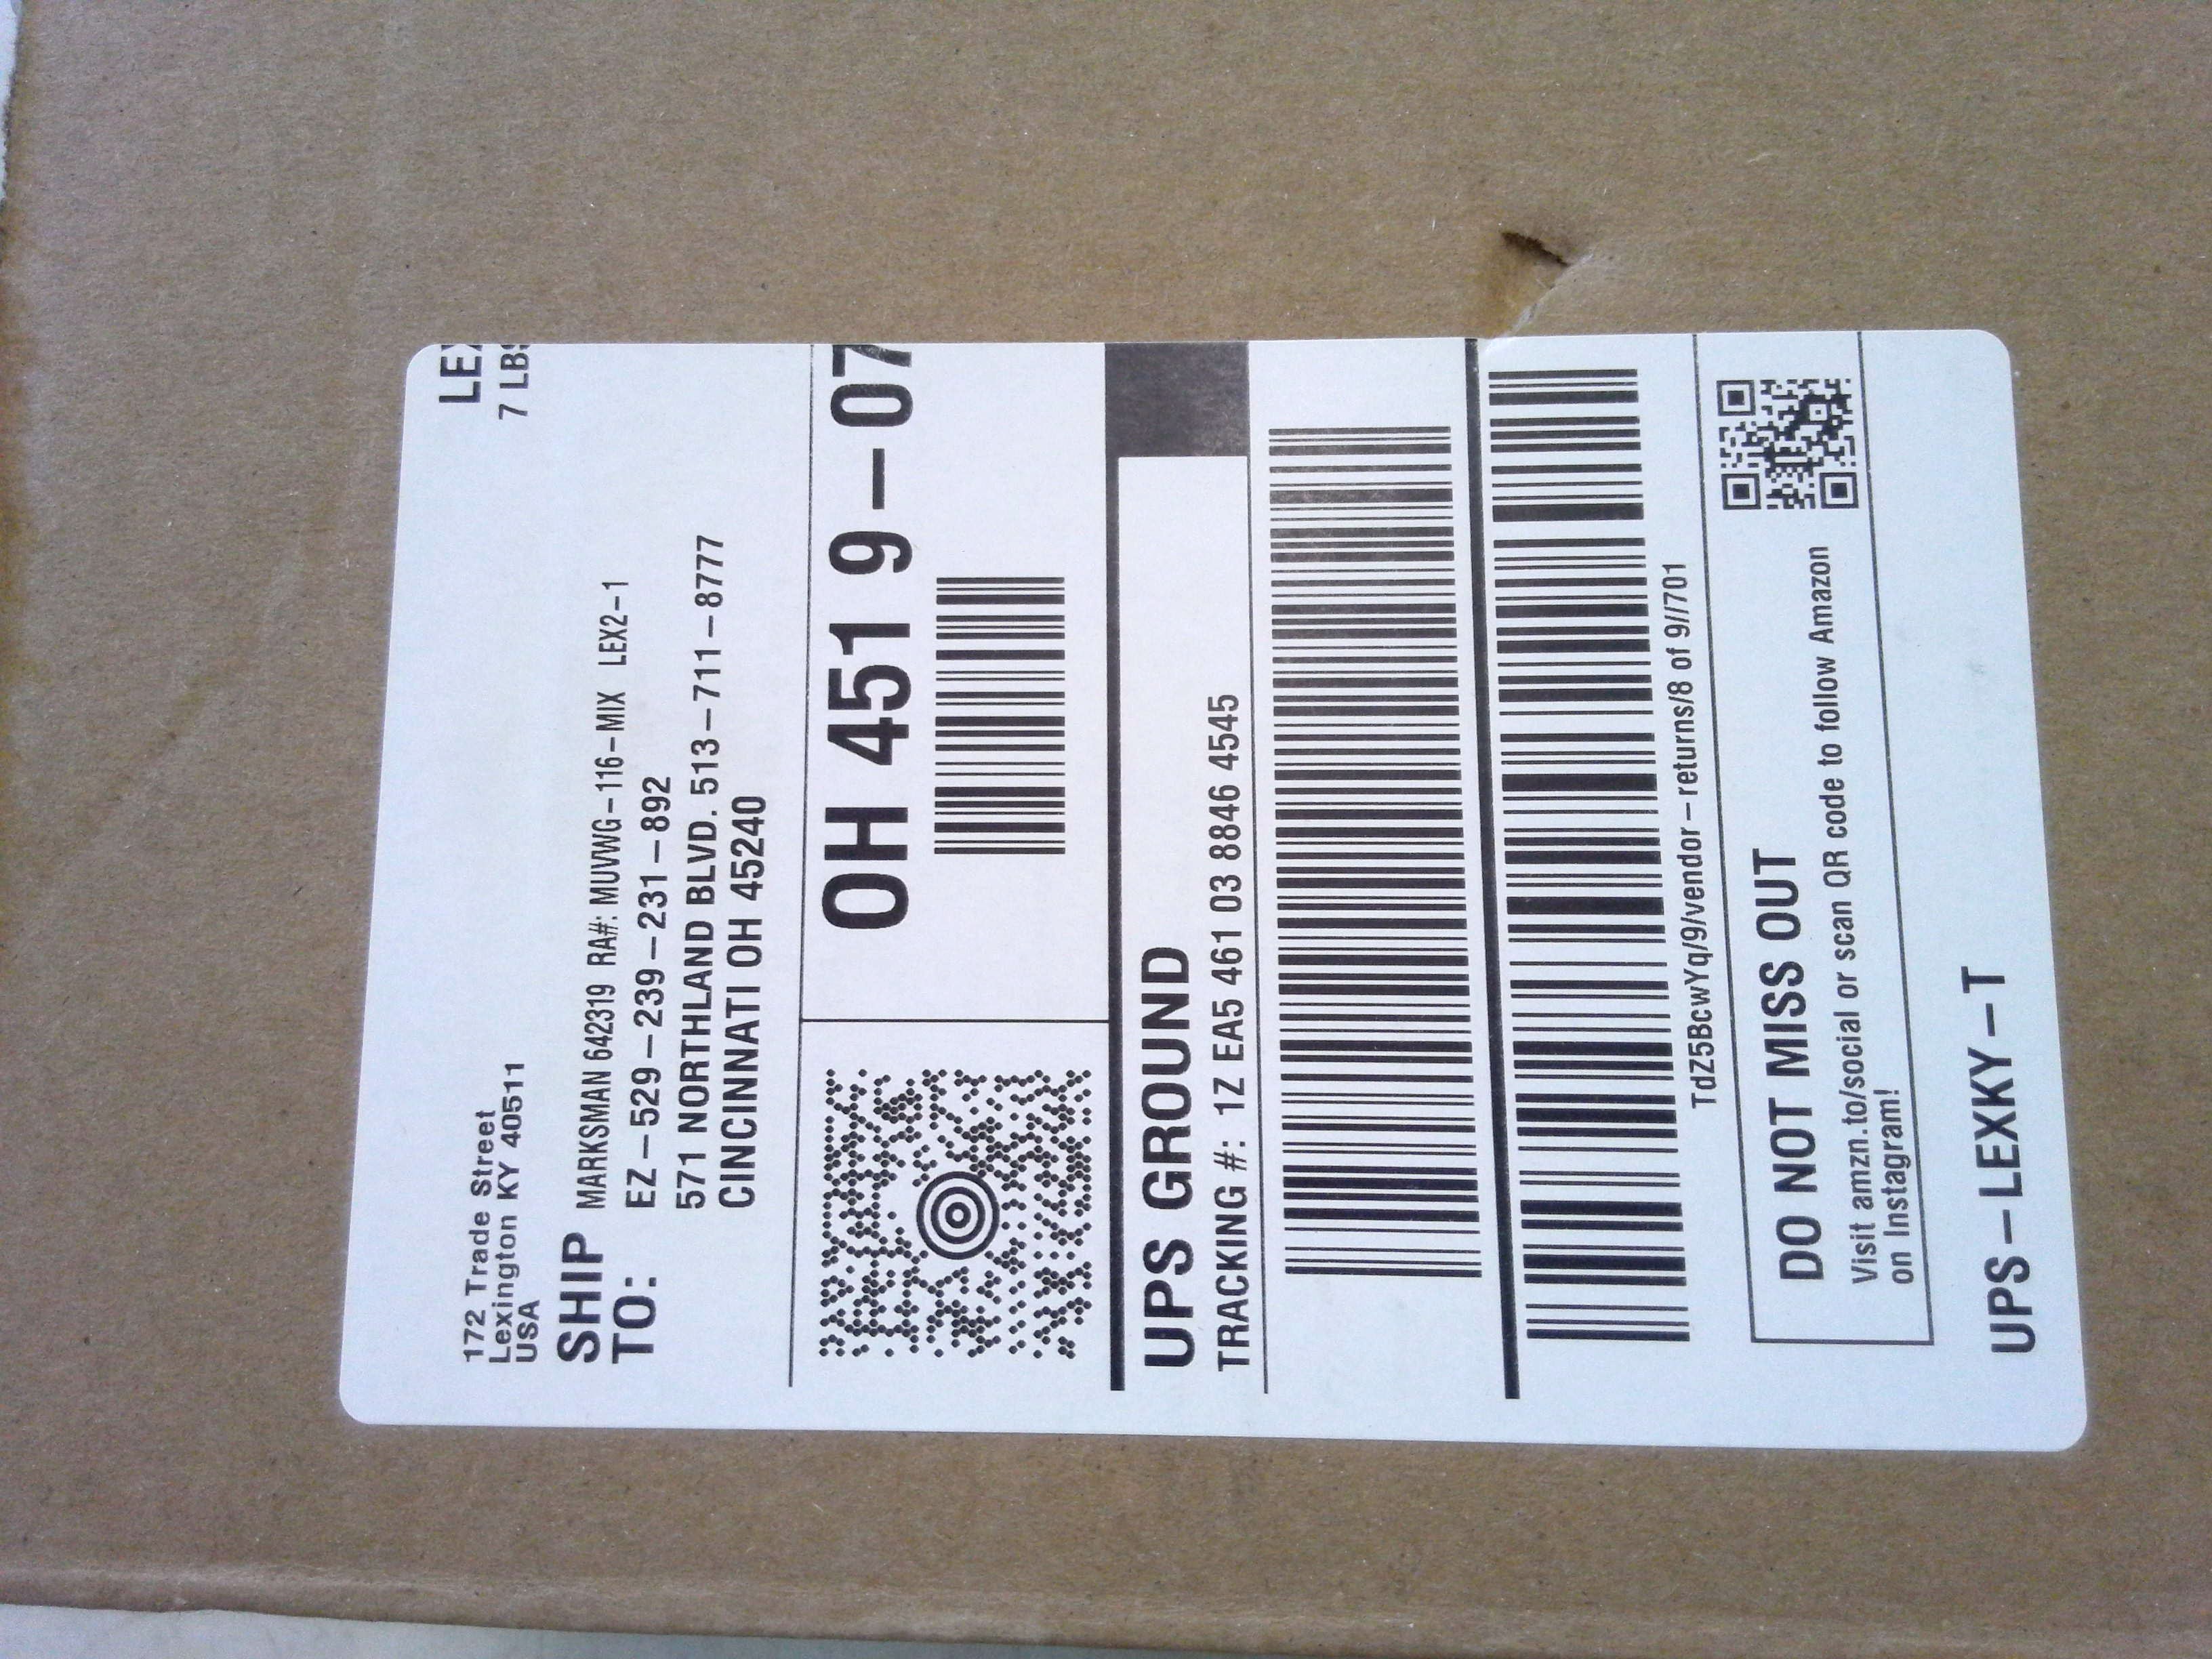 LEX
7 LBS
172 Trade Street
Lexington KY 40511
USA
SHIP
TO:
MARKSMAN 642319 RA#: MUVWG-116-MIX LEX2-1
EZ-529-239-231-892
571 NORTHLAND BLVD. 513-711-8777
CINCINNATI OH 45240
OH 451 9-07
UPS GROUND
TRACKING #: 1Z EA5 461 03 8846 4545
TdZ5BcwYq/9/vendor-returns/8 of 9//701
DO NOT MISS OUT
Visit amzn.to/social or scan QR code to follow Amazon
on Instagram!
UPS-LEXKY-T